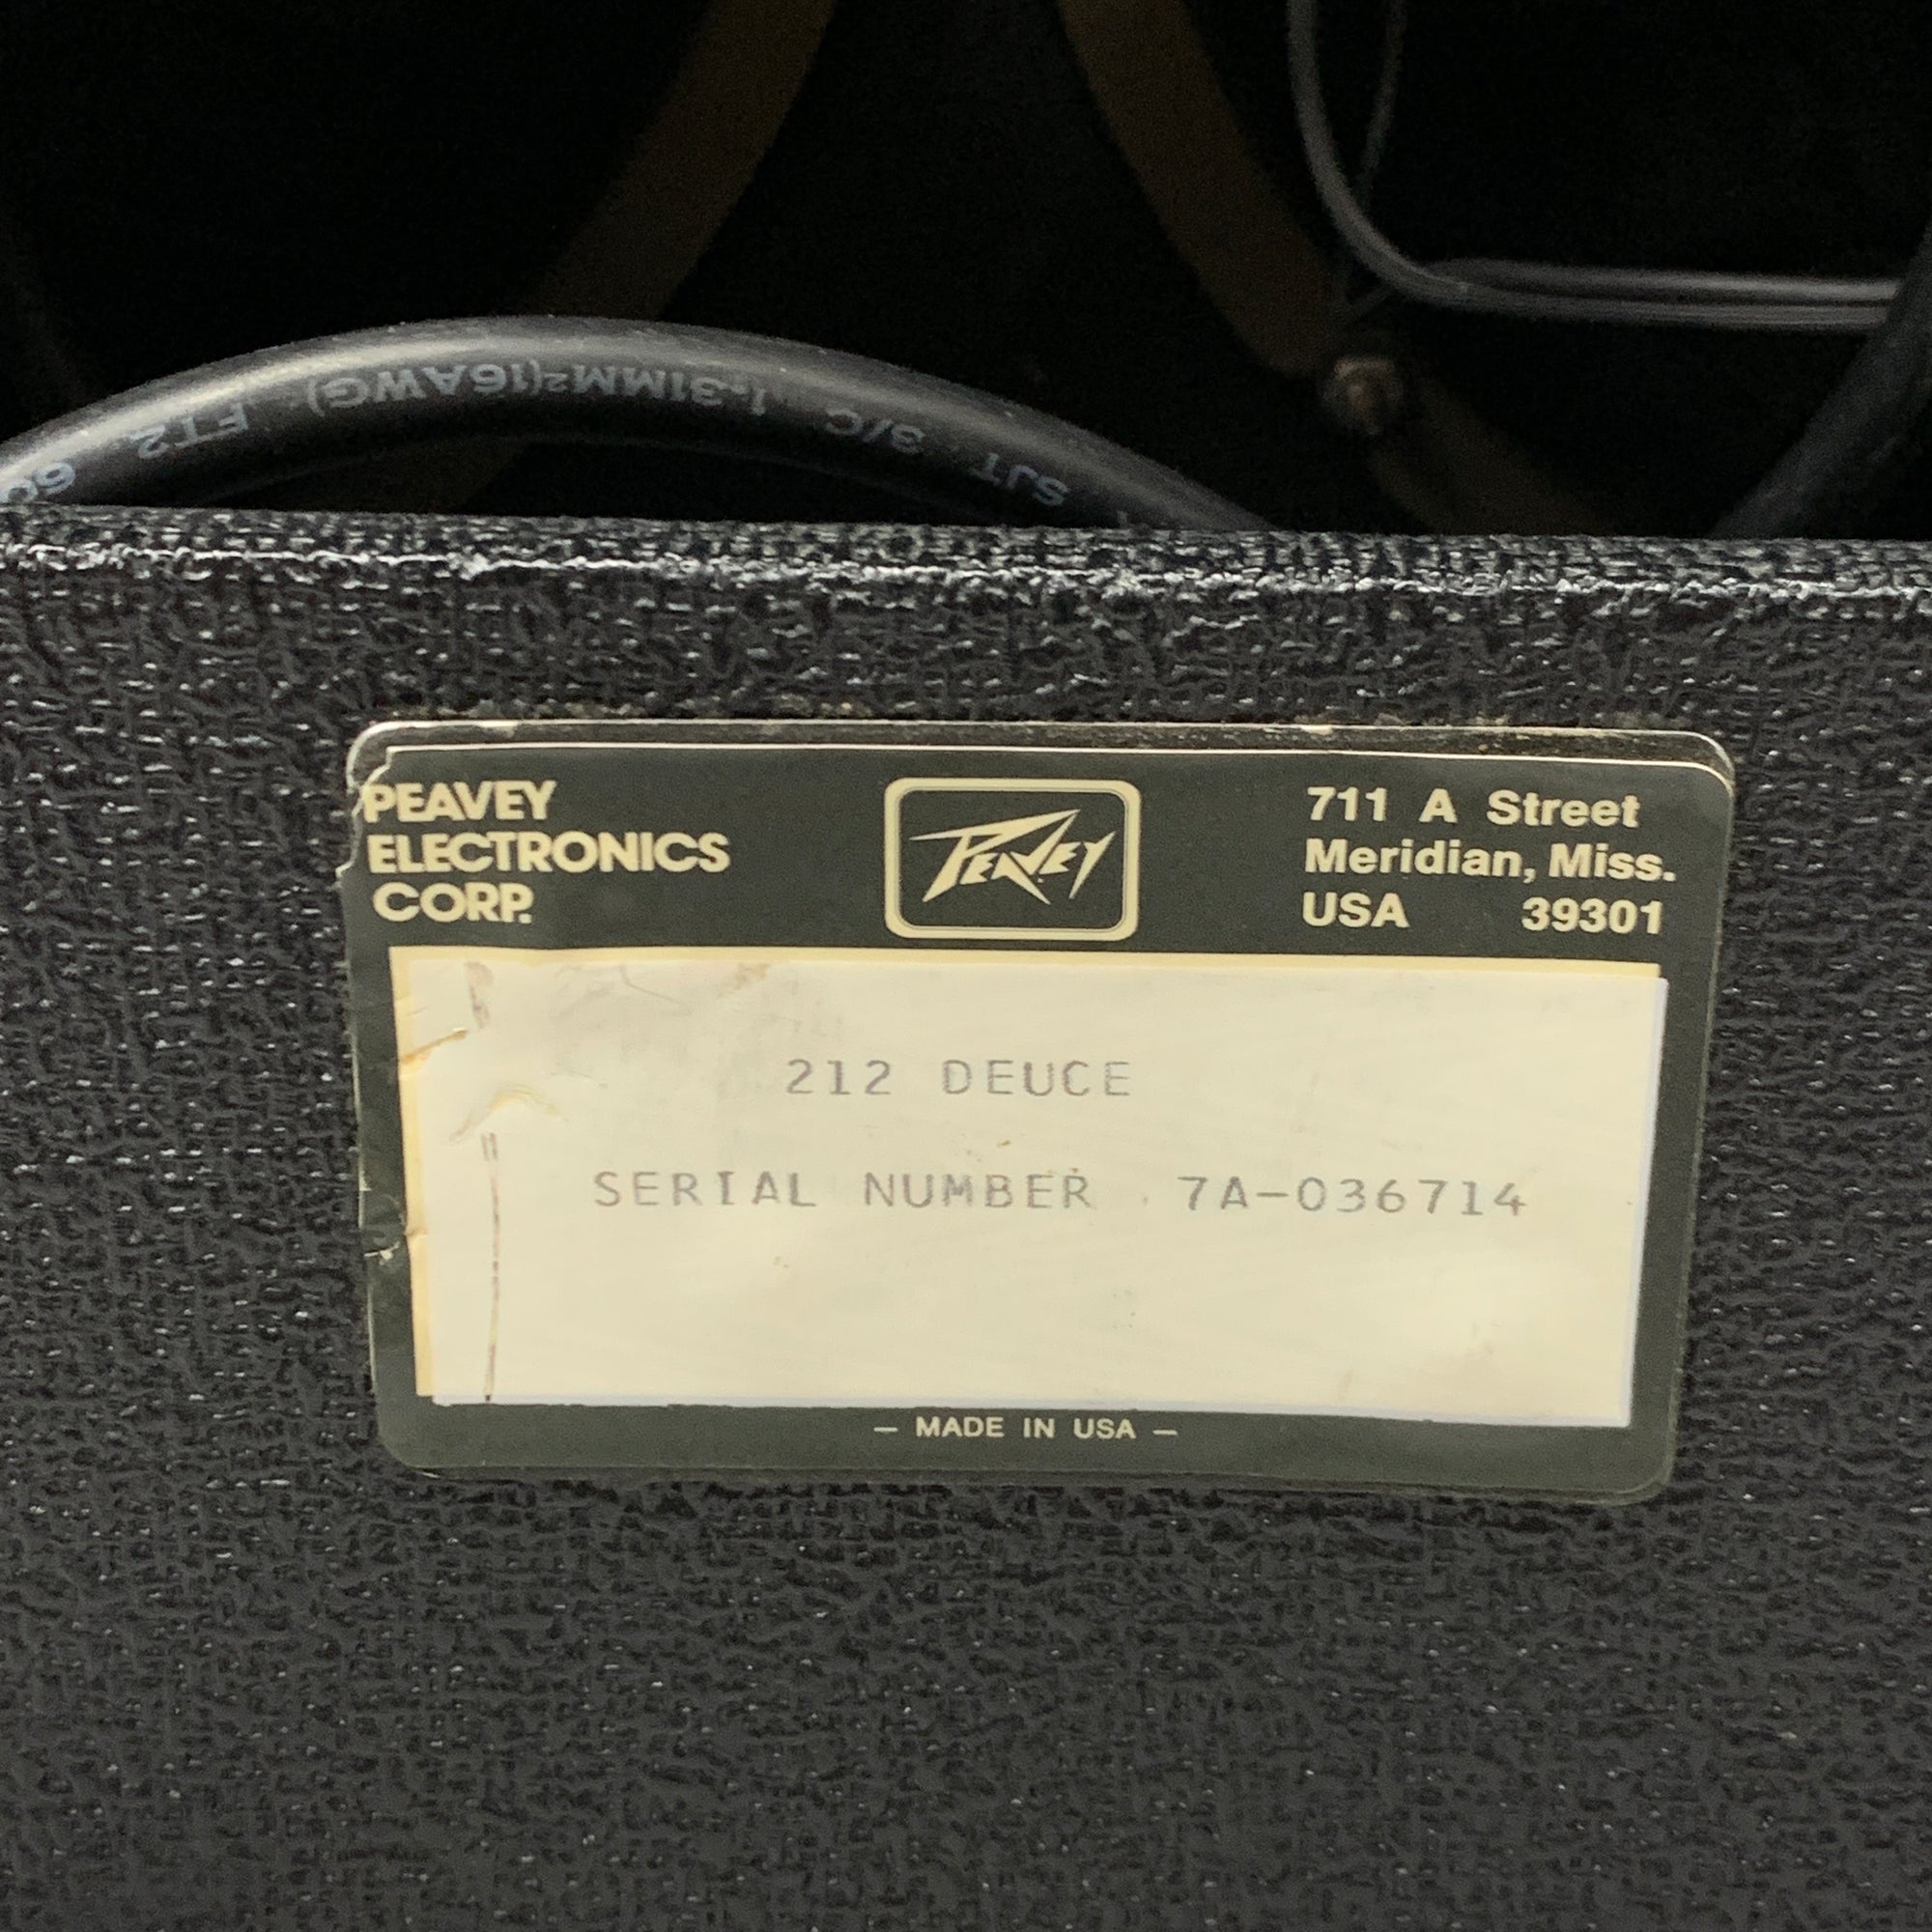 SJT 3/C 1.31MM²(16AWG) FT2 60
PEAVEY
ELECTRONICS
CORP.
PEAVEY
711 A Street
Meridian, Miss.
USA 39301
212 DEUCE
SERIAL NUMBER 7A-036714
— MADE IN USA —